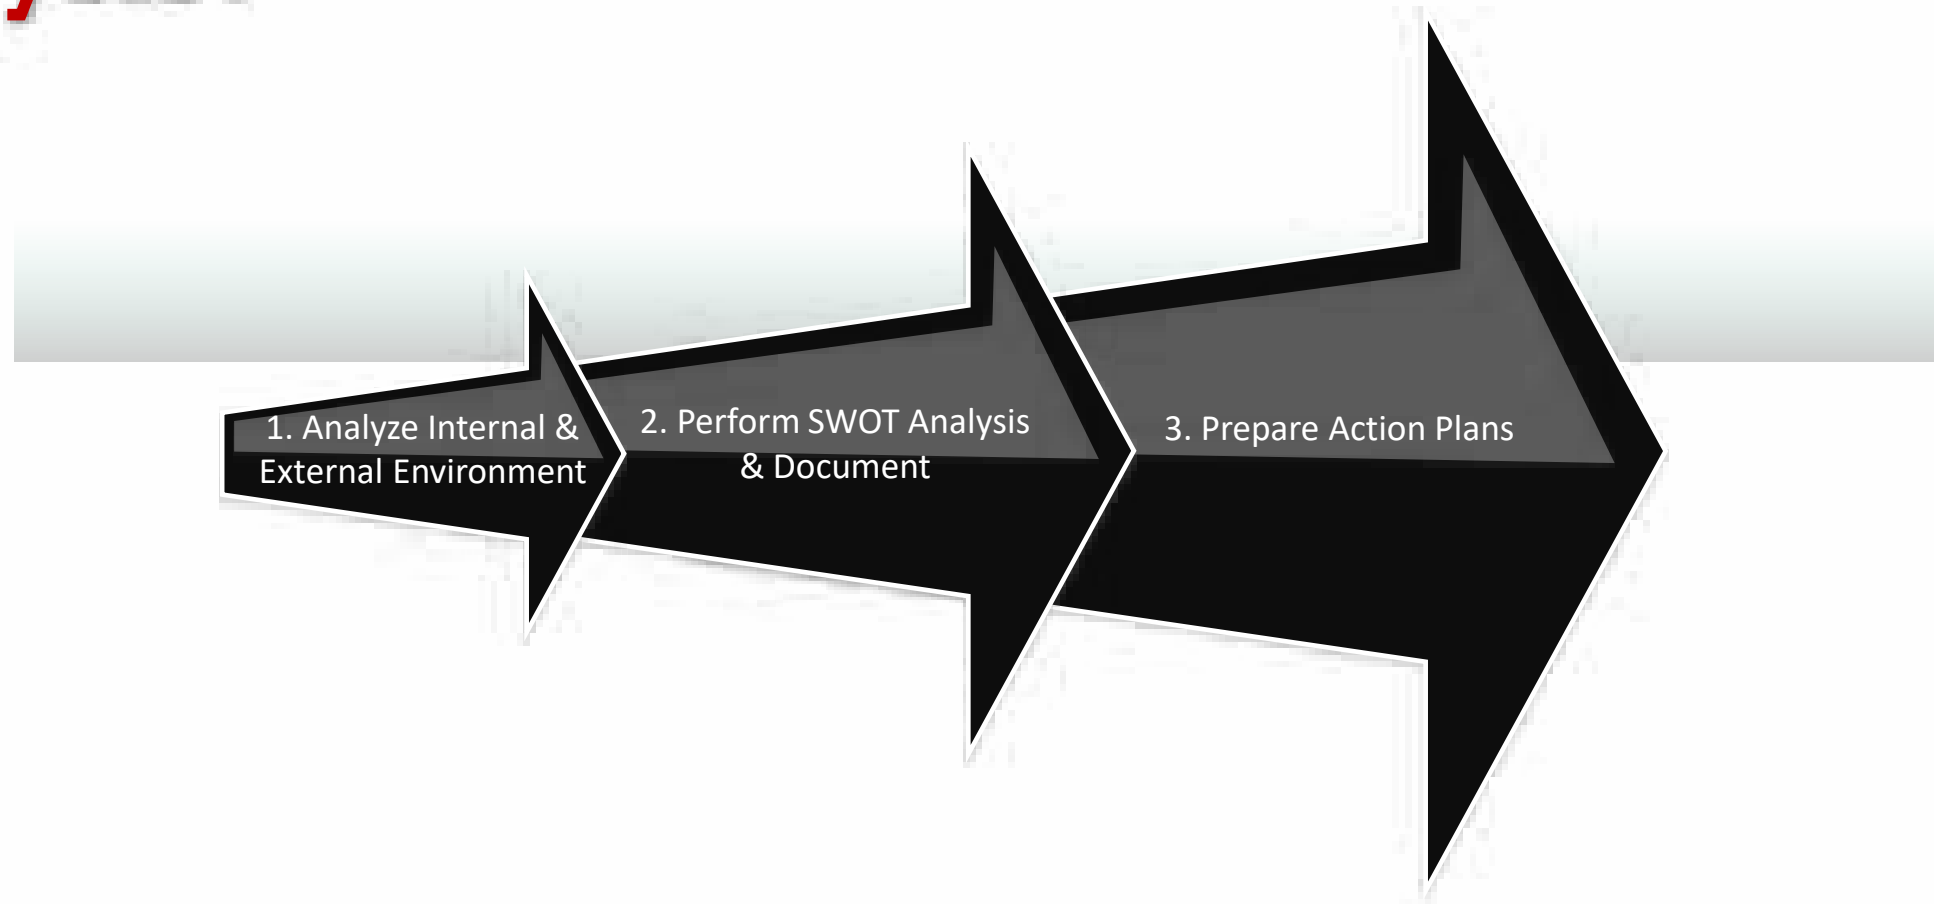 1. Analyze Internal &
External Environment
2. Perform SWOT Analysis
& Document
3. Prepare Action Plans